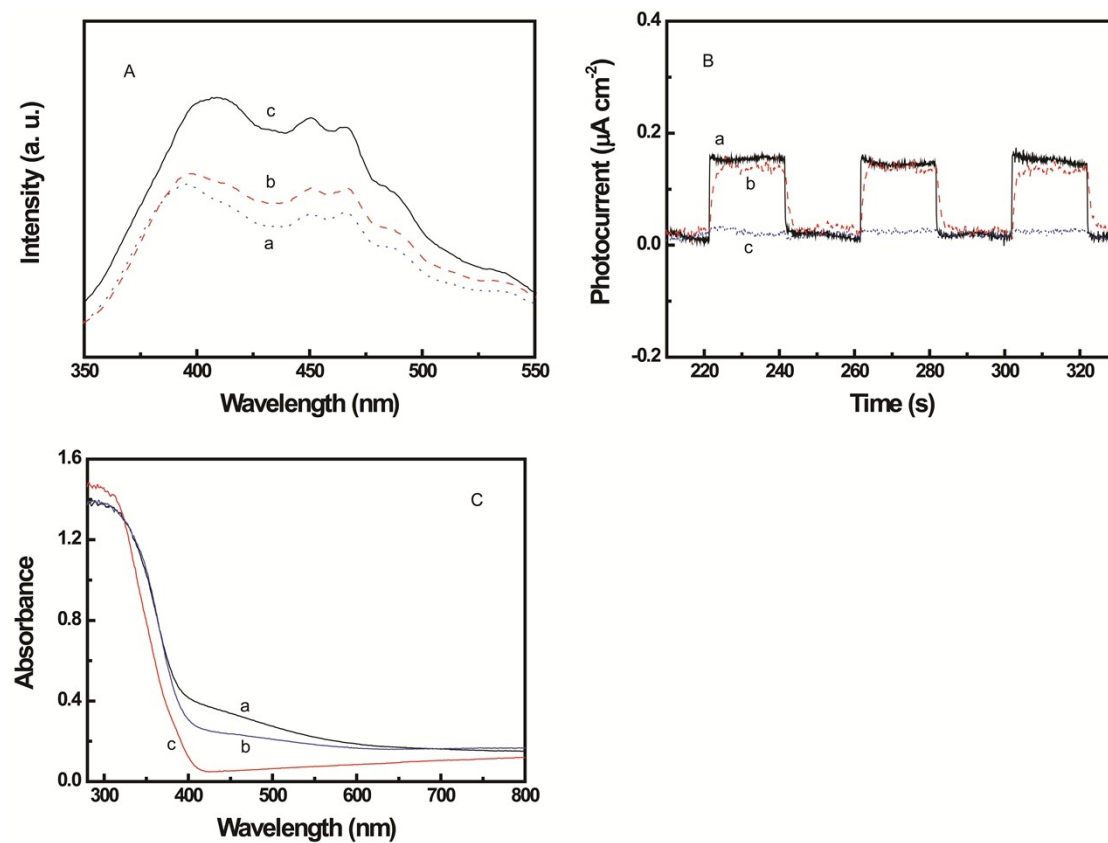 A
c
b
a
Intensity (a. u.)
350 400 450 500 550
Wavelength (nm)
0.4
0.2
0.0
-0.2
B
a
b
c
Photocurrent (µA cm-2)
220 240 260 280 300 320
Time (s)
1.6
1.2
0.8
0.4
0.0
C
a
b
c
Absorbance
300 400 500 600 700 800
Wavelength (nm)